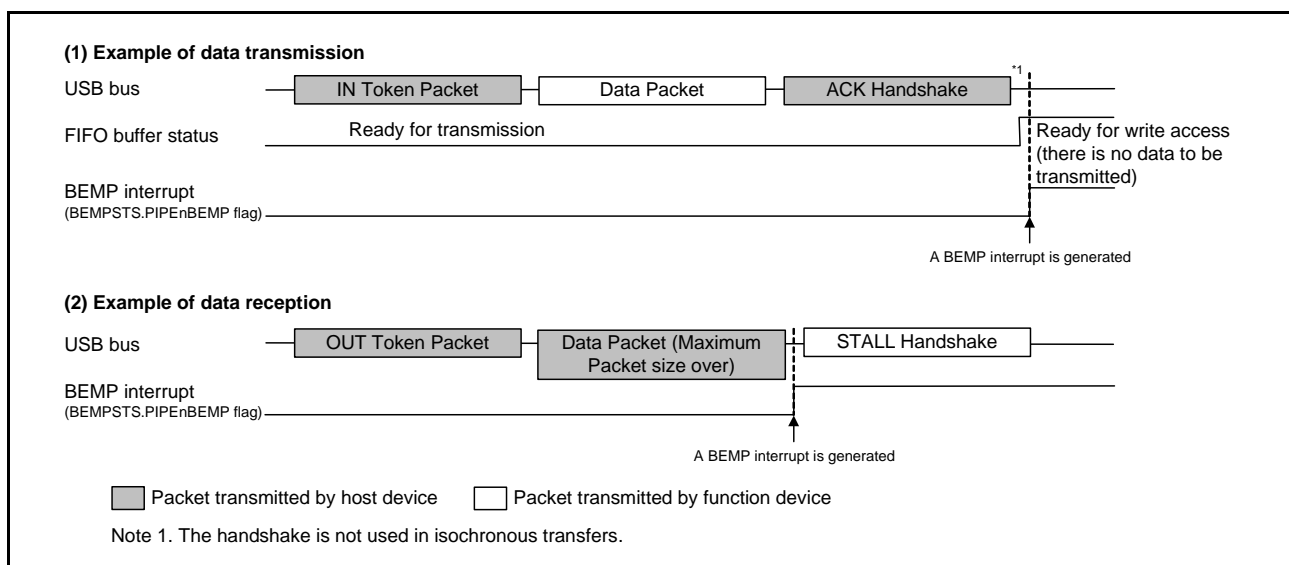 (1) Example of data transmission
USB bus
IN Token Packet
Data Packet
ACK Handshake
*1
FIFO buffer status
Ready for transmission
Ready for write access
(there is no data to be
transmitted)
BEMP interrupt
(BEMPSTS.PIPEnBEMP flag)
A BEMP interrupt is generated
(2) Example of data reception
USB bus
OUT Token Packet
Data Packet (Maximum
Packet size over)
STALL Handshake
BEMP interrupt
(BEMPSTS.PIPEnBEMP flag)
A BEMP interrupt is generated
Packet transmitted by host device
Packet transmitted by function device
Note 1. The handshake is not used in isochronous transfers.